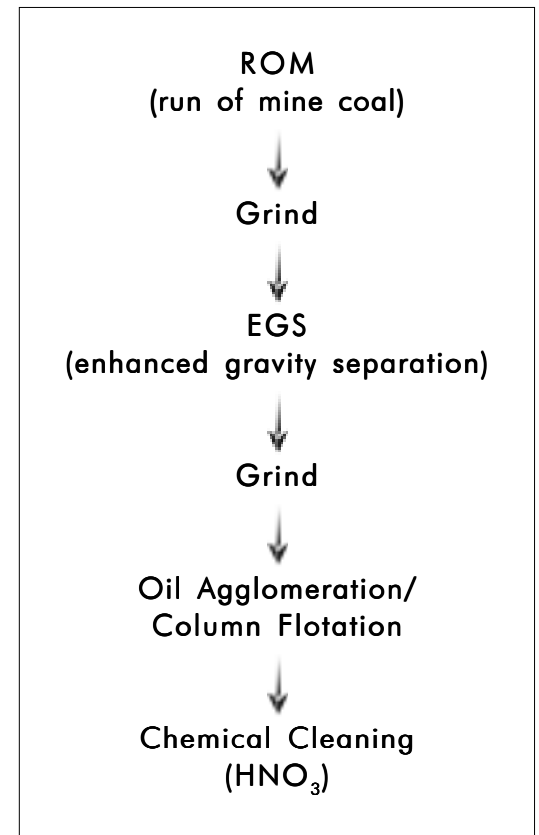 ROM
(run of mine coal)
Grind
EGS
(enhanced gravity separation)
Grind
Oil Agglomeration/
Column Flotation
Chemical Cleaning
(HNO₃)